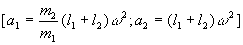 [a₁ = m₂/m₁ (l₁ + l₂) ω²; a₂ = (l₁ + l₂) ω²]